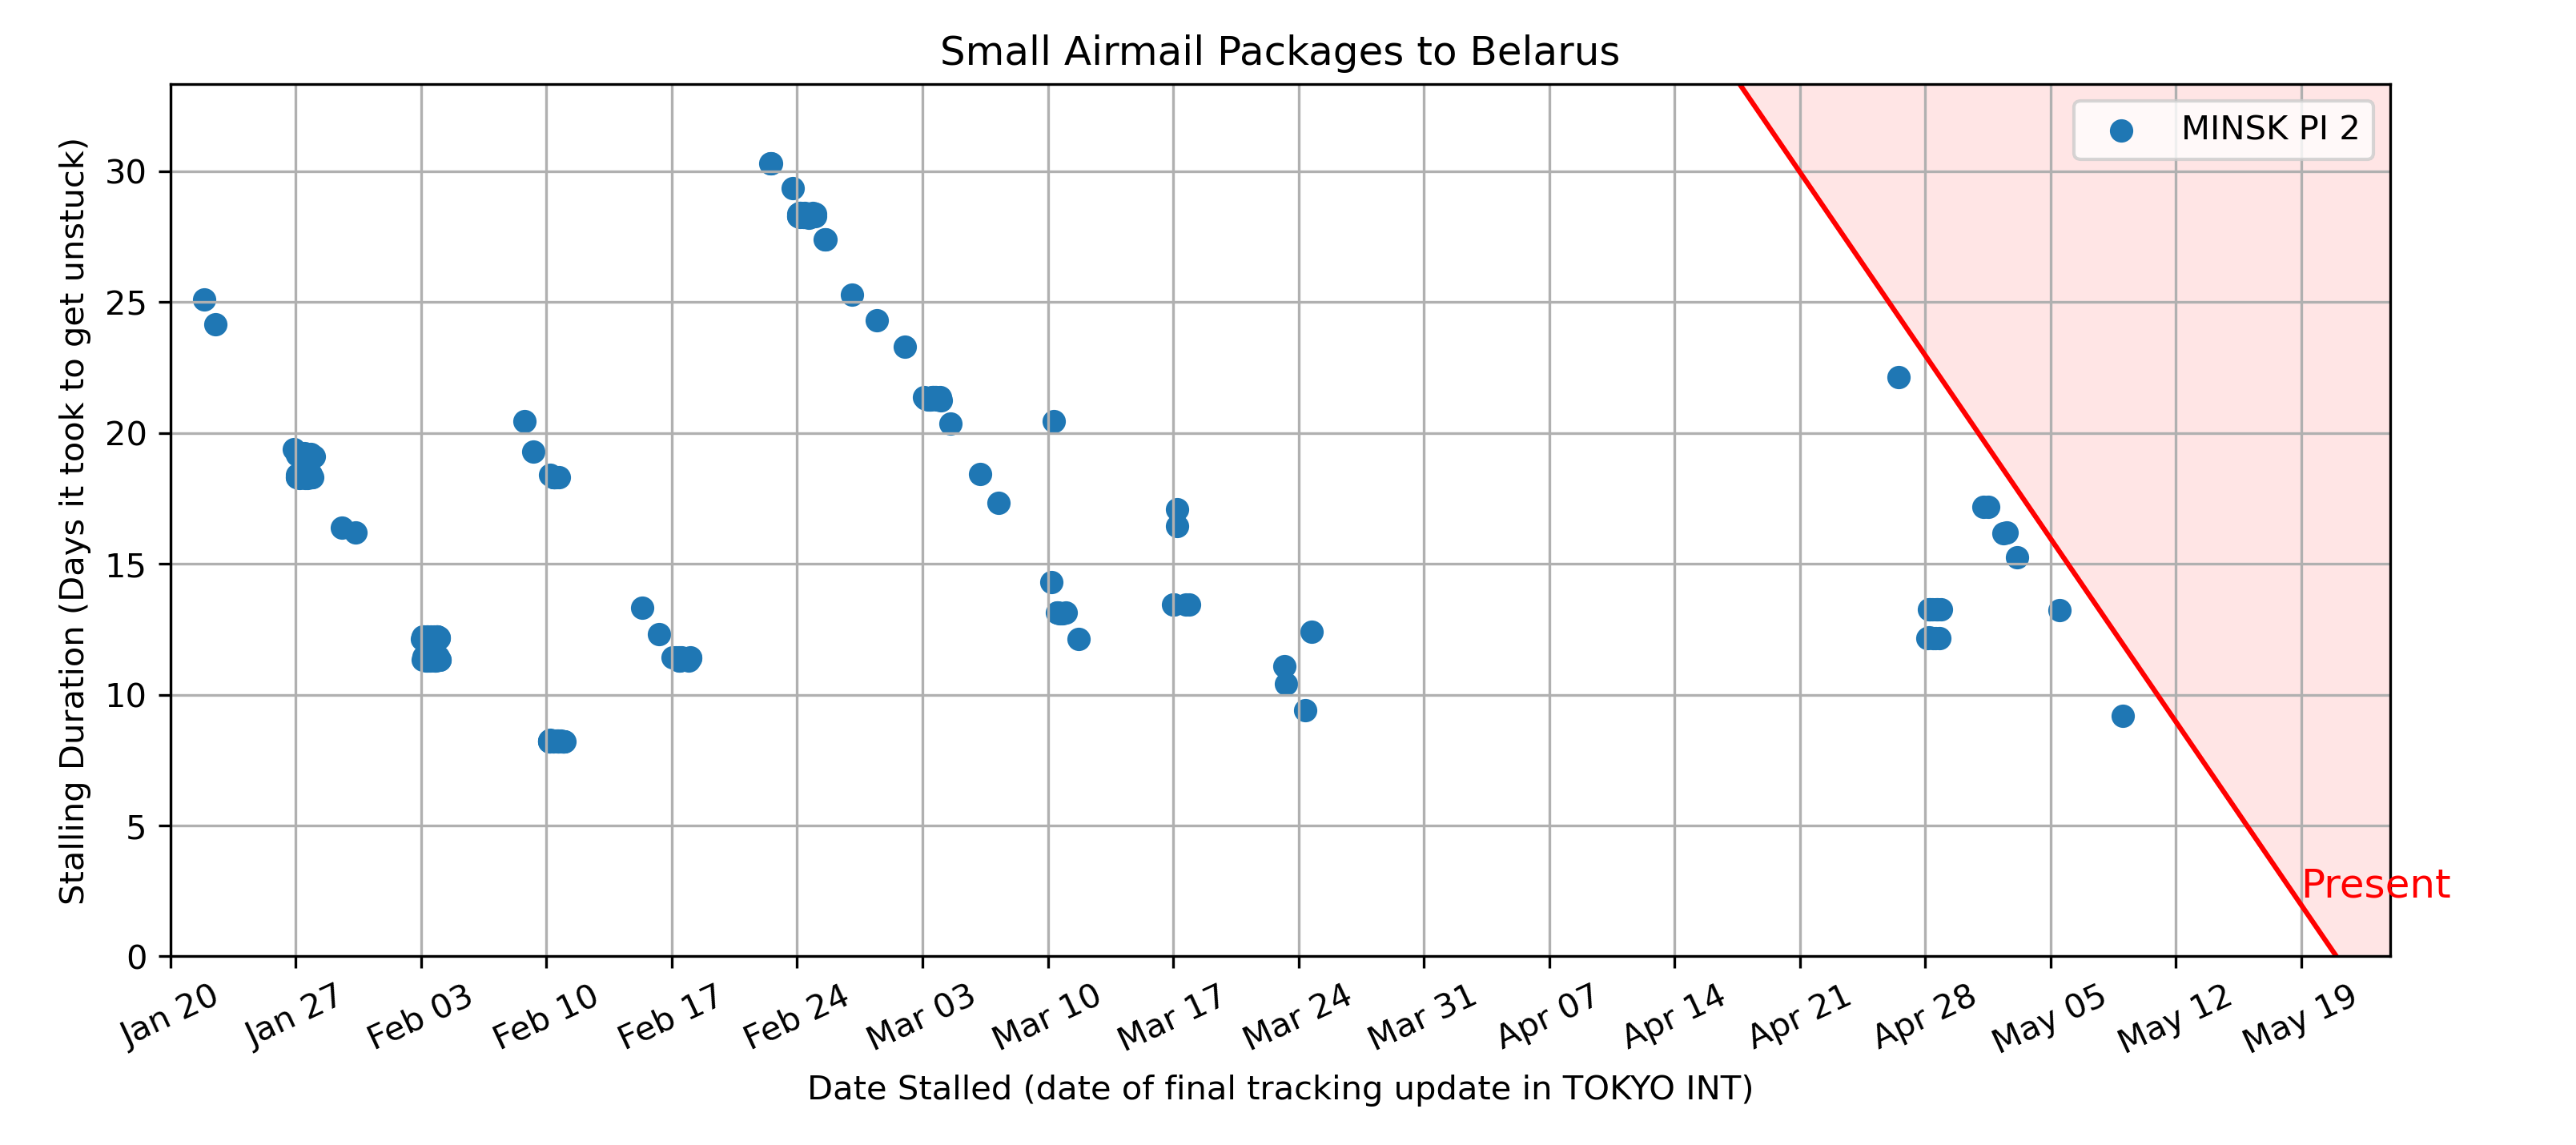 Small Airmail Packages to Belarus
MINSK PI 2
Stalling Duration (Days it took to get unstuck)
30
25
20
15
10
5
0
Present
Jan 20
Jan 27
Feb 03
Feb 10
Feb 17
Feb 24
Mar 03
Mar 10
Mar 17
Mar 24
Mar 31
Apr 07
Apr 14
Apr 21
Apr 28
May 05
May 12
May 19
Date Stalled (date of final tracking update in TOKYO INT)